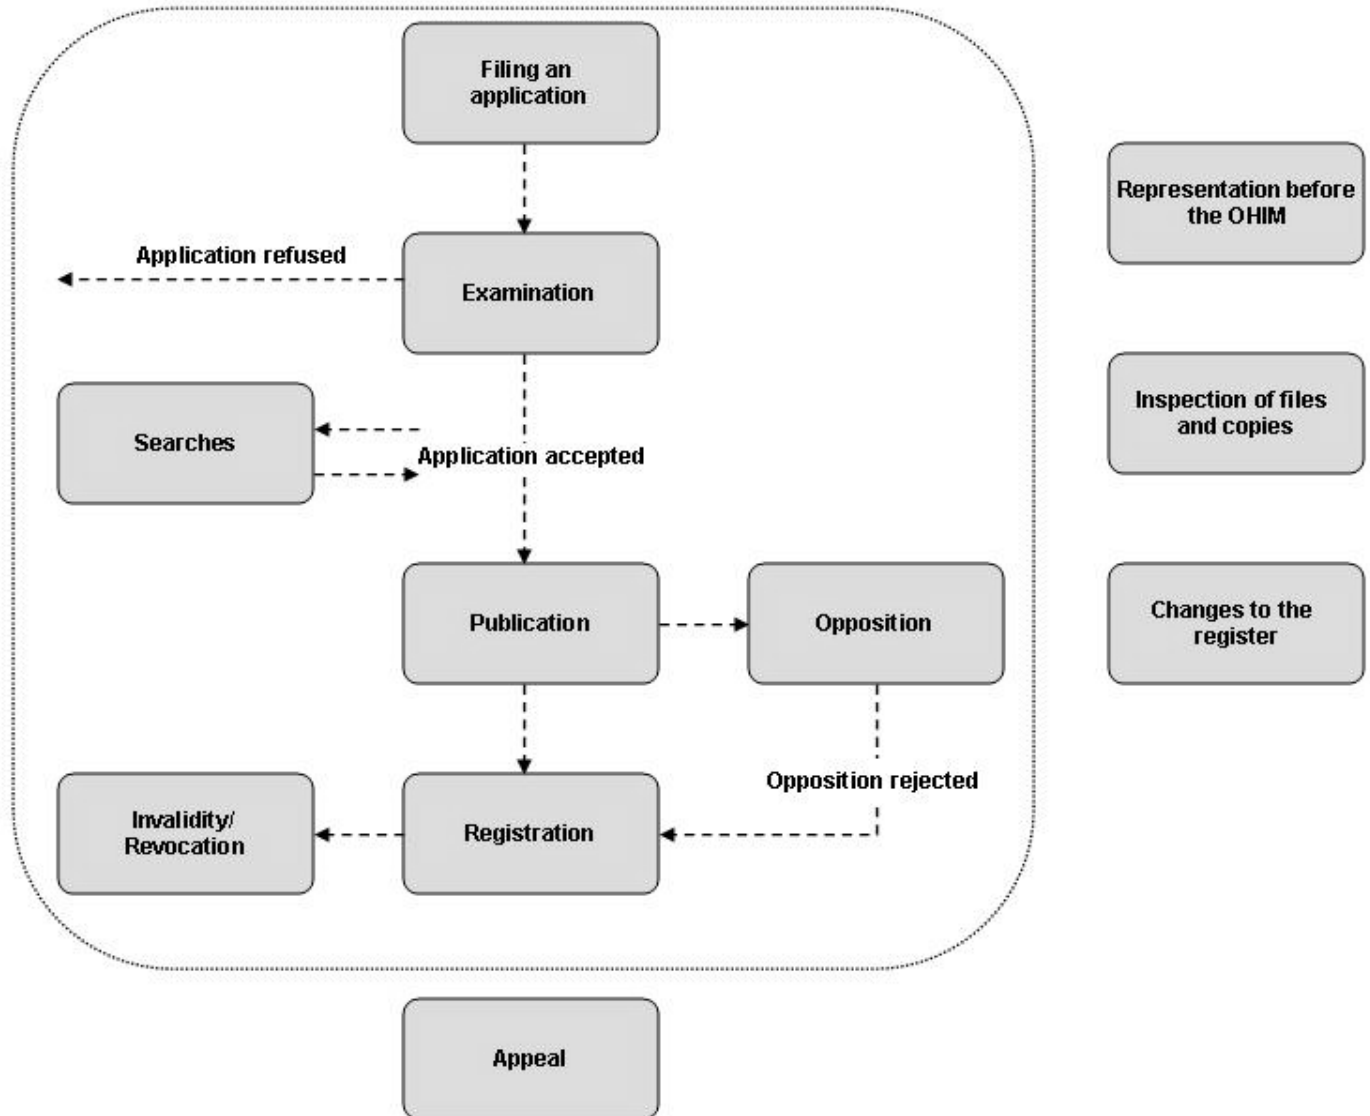 Filing an
application
Representation before
the OHIM
Application refused
Examination
Inspection of files
and copies
Searches
Application accepted
Publication
Opposition
Changes to the
register
Opposition rejected
Invalidity/
Revocation
Registration
Appeal